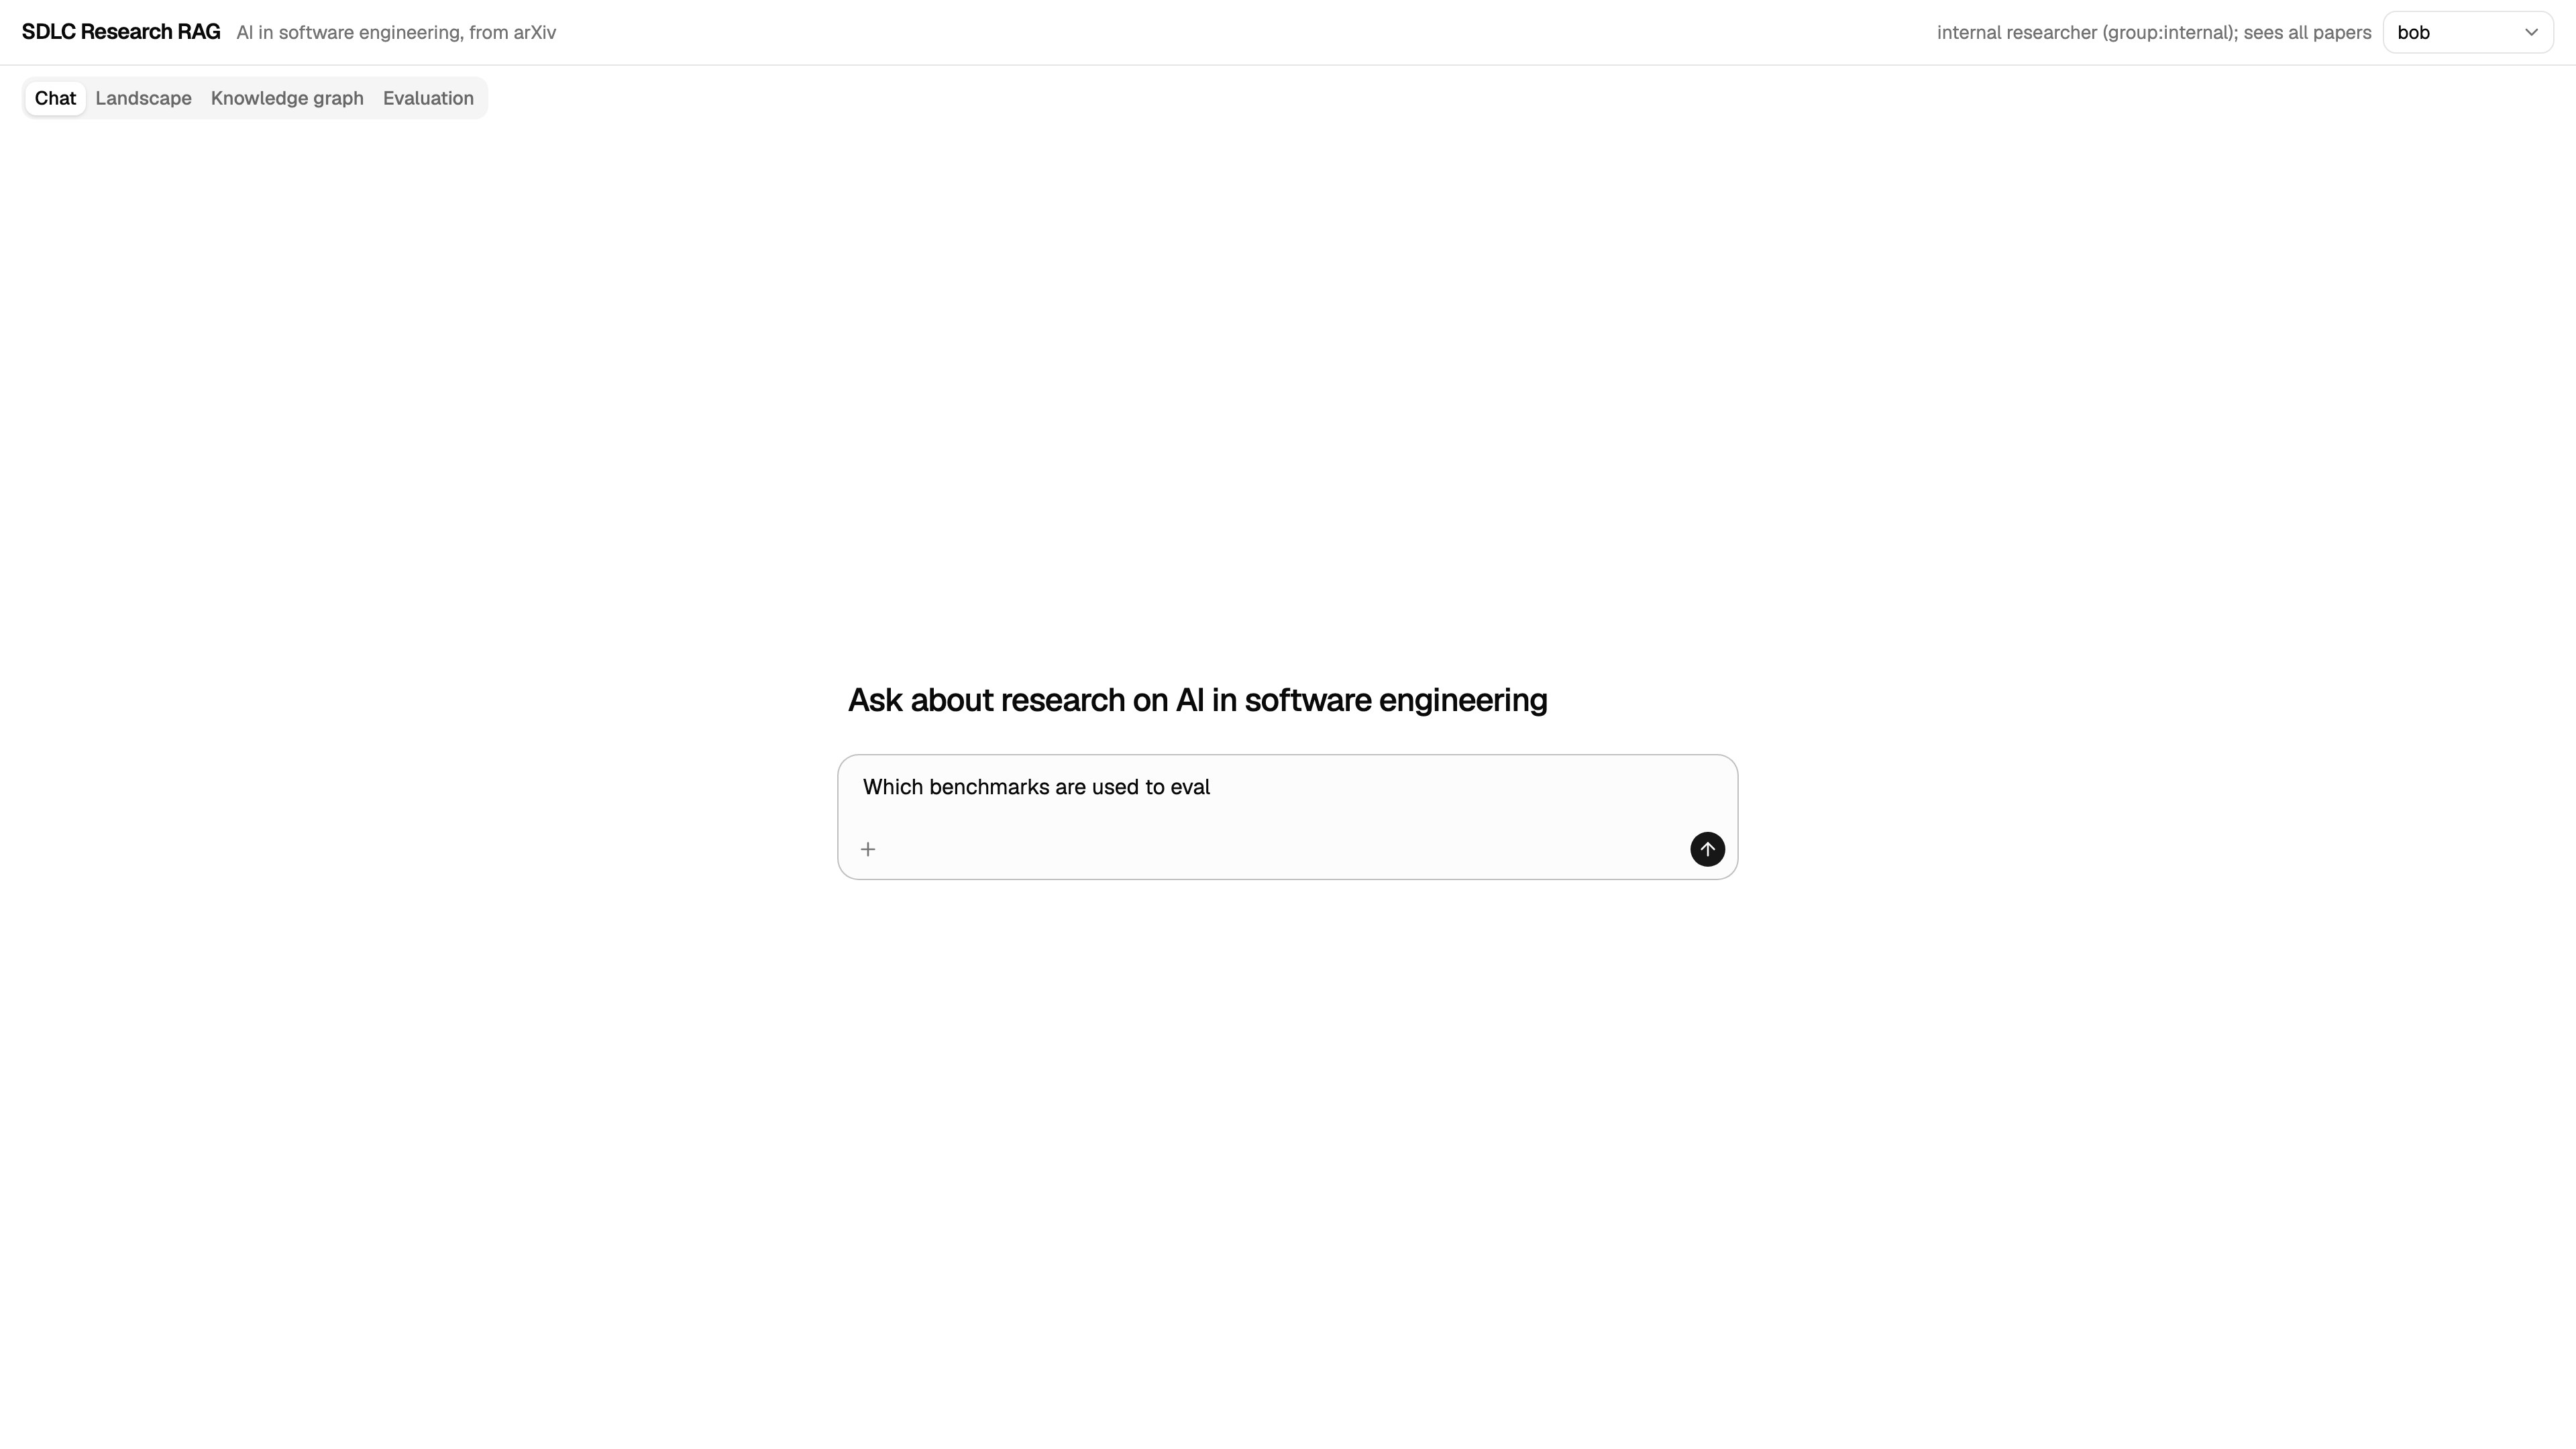 SDLC Research RAG AI in software engineering, from arXiv internal researcher (group:internal); sees all papers bob
Chat Landscape Knowledge graph Evaluation
Ask about research on AI in software engineering
Which benchmarks are used to eval